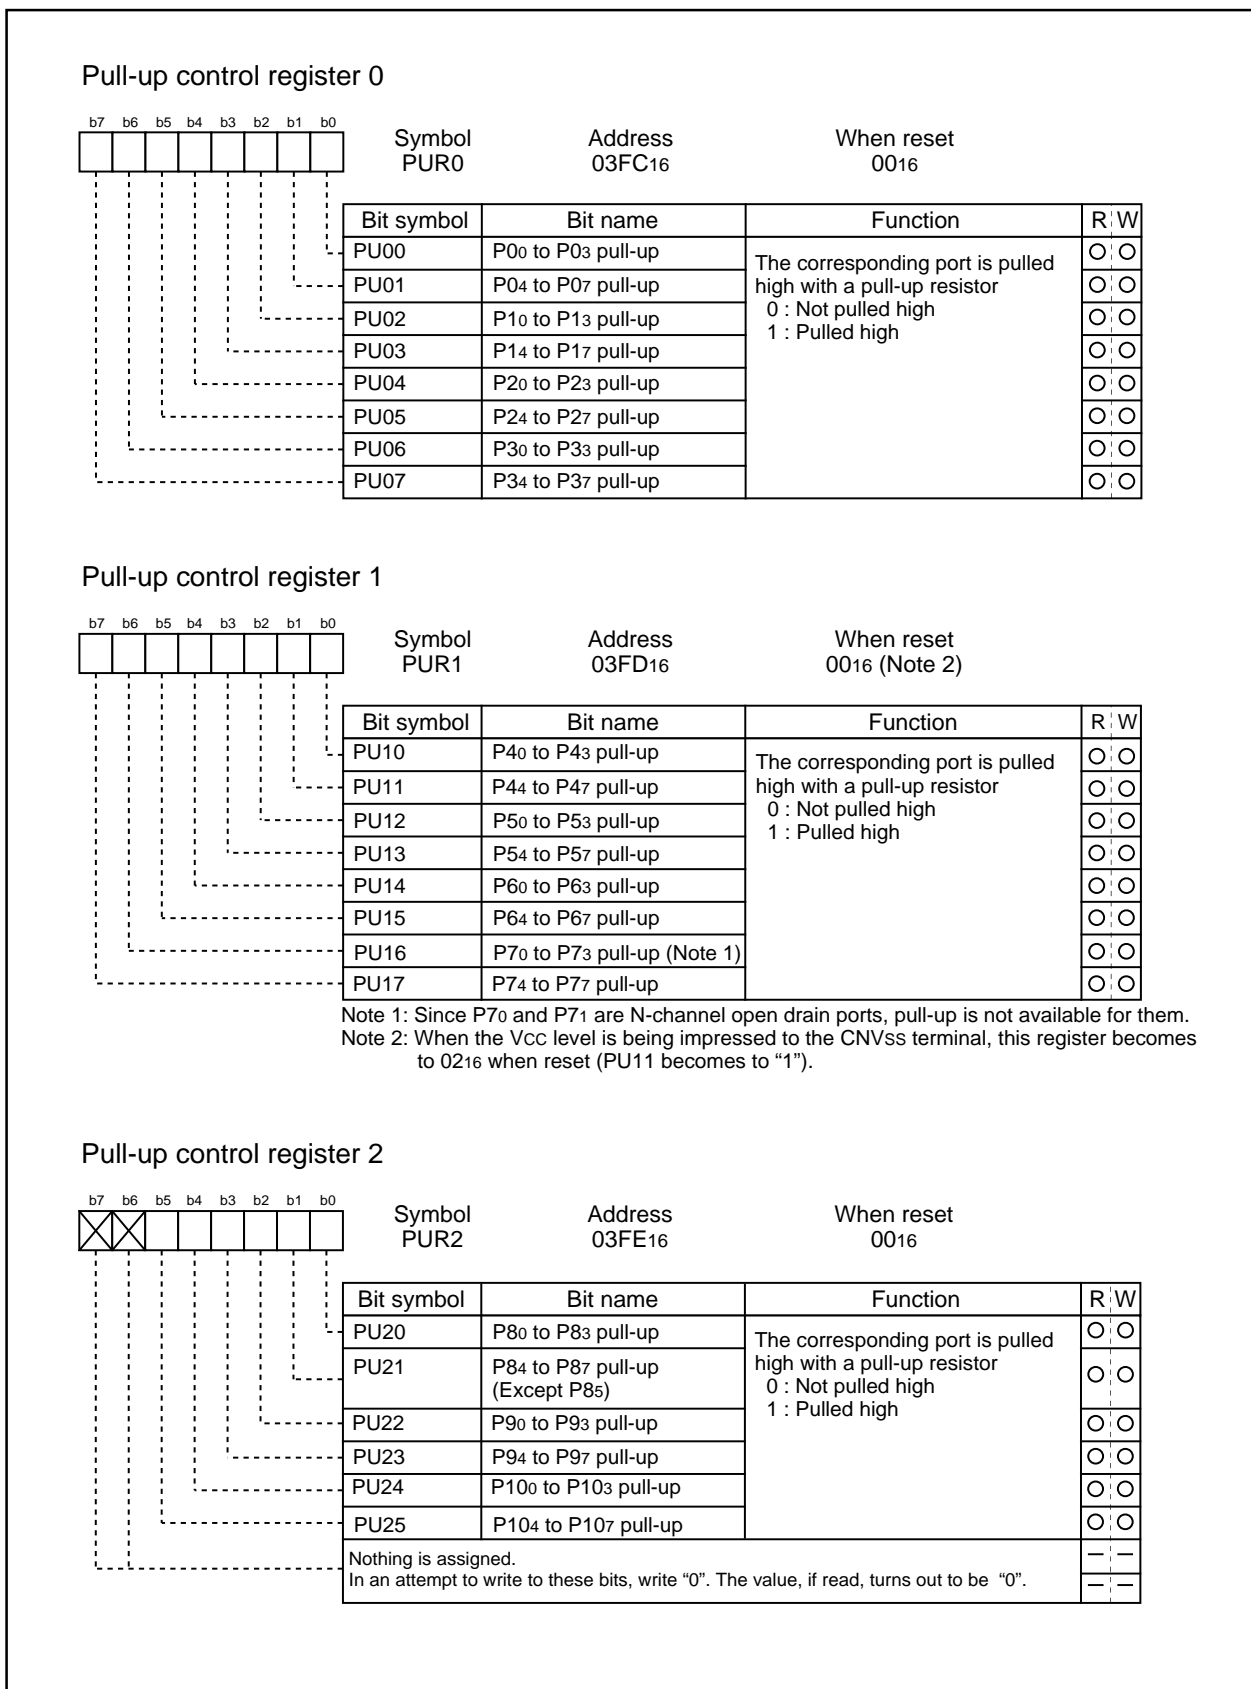 Pull-up control register 0
b7 b6 b5 b4 b3 b2 b1 b0
Symbol Address When reset
PUR0 03FC16 0016
Bit symbol Bit name Function R W
PU00 P00 to P03 pull-up
The corresponding port is pulled
high with a pull-up resistor
0 : Not pulled high
1 : Pulled high
PU01 P04 to P07 pull-up
PU02 P10 to P13 pull-up
PU03 P14 to P17 pull-up
PU04 P20 to P23 pull-up
PU05 P24 to P27 pull-up
PU06 P30 to P33 pull-up
PU07 P34 to P37 pull-up
Pull-up control register 1
b7 b6 b5 b4 b3 b2 b1 b0
Symbol Address When reset
PUR1 03FD16 0016 (Note 2)
Bit symbol Bit name Function R W
PU10 P40 to P43 pull-up
The corresponding port is pulled
high with a pull-up resistor
0 : Not pulled high
1 : Pulled high
PU11 P44 to P47 pull-up
PU12 P50 to P53 pull-up
PU13 P54 to P57 pull-up
PU14 P60 to P63 pull-up
PU15 P64 to P67 pull-up
PU16 P70 to P73 pull-up (Note 1)
PU17 P74 to P77 pull-up
Note 1: Since P70 and P71 are N-channel open drain ports, pull-up is not available for them.
Note 2: When the VCC level is being impressed to the CNVSS terminal, this register becomes
to 0216 when reset (PU11 becomes to “1”).
Pull-up control register 2
b7 b6 b5 b4 b3 b2 b1 b0
Symbol Address When reset
PUR2 03FE16 0016
Bit symbol Bit name Function R W
PU20 P80 to P83 pull-up
The corresponding port is pulled
high with a pull-up resistor
0 : Not pulled high
1 : Pulled high
PU21 P84 to P87 pull-up
(Except P85)
PU22 P90 to P93 pull-up
PU23 P94 to P97 pull-up
PU24 P100 to P103 pull-up
PU25 P104 to P107 pull-up
Nothing is assigned.
In an attempt to write to these bits, write “0”. The value, if read, turns out to be “0”.